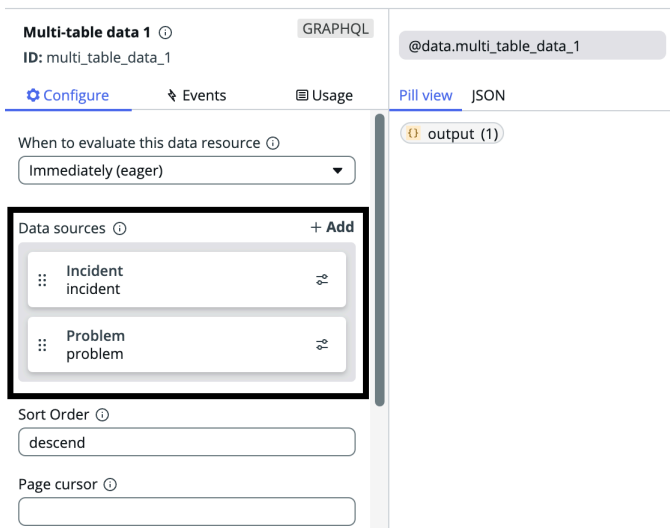 Multi-table data 1
GRAPHQL
ID: multi_table_data_1
Configure
Events
Usage
When to evaluate this data resource
Immediately (eager)
Data sources
+ Add
Incident
incident
Problem
problem
Sort Order
descend
Page cursor
@data.multi_table_data_1
Pill view
JSON
{} output (1)